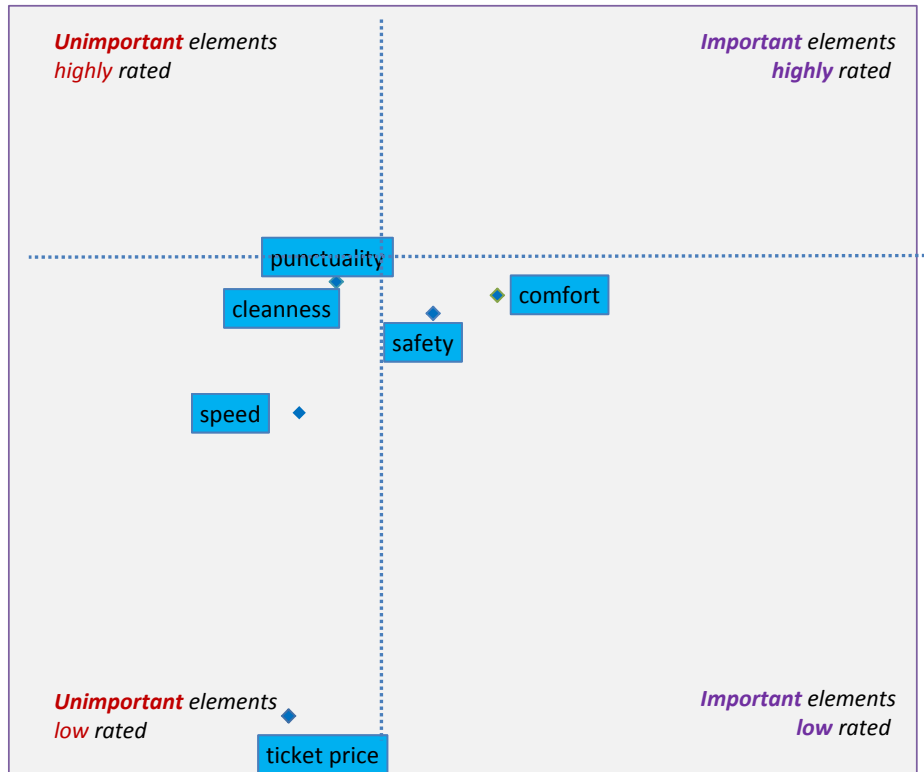 Unimportant elements
highly rated
Important elements
highly rated
punctuality
cleanness
comfort
safety
speed
Unimportant elements
low rated
Important elements
low rated
ticket price